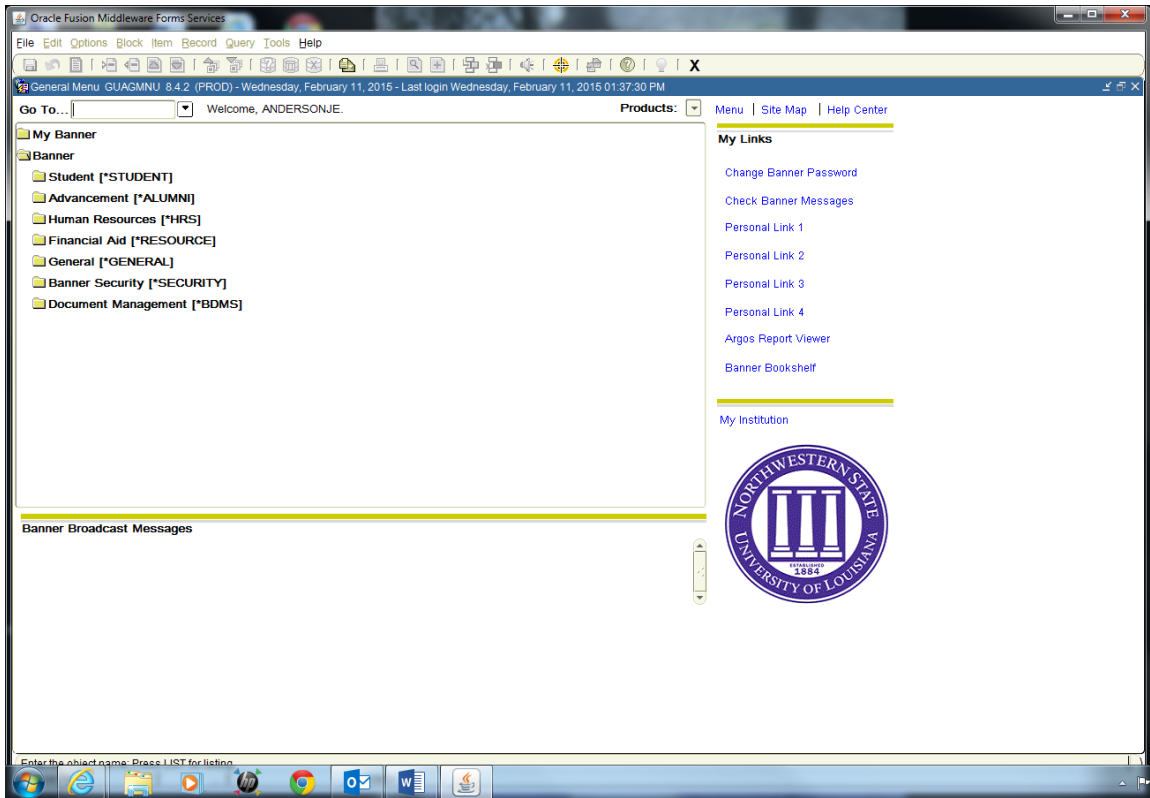 Oracle Fusion Middleware Forms Services
File Edit Options Block Item Record Query Tools Help
X
General Menu GUAGMNU 8.4.2 (PROD) - Wednesday, February 11, 2015 - Last login Wednesday, February 11, 2015 01:37:30 PM
Go To... Welcome, ANDERSONJE. Products: Menu | Site Map | Help Center
My Banner
Banner
Student [*STUDENT]
Advancement [*ALUMNI]
Human Resources [*HRS]
Financial Aid [*RESOURCE]
General [*GENERAL]
Banner Security [*SECURITY]
Document Management [*BDMS]
My Links
Change Banner Password
Check Banner Messages
Personal Link 1
Personal Link 2
Personal Link 3
Personal Link 4
Argos Report Viewer
Banner Bookshelf
My Institution
NORTHWESTERN STATE
UNIVERSITY OF LOUISIANA
ESTABLISHED
1884
Banner Broadcast Messages
Enter the object name; Press LIST for listing